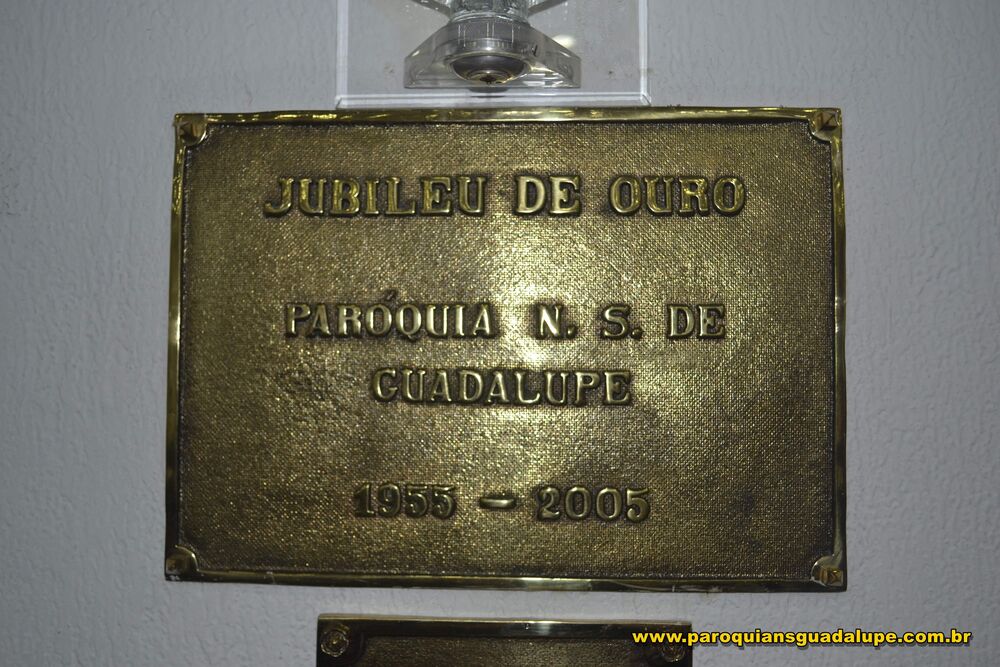 JUBILEU DE OURO
PARÓQUIA N. S. DE
GUADALUPE
1955 - 2005
www.paroquiansguadalupe.com.br